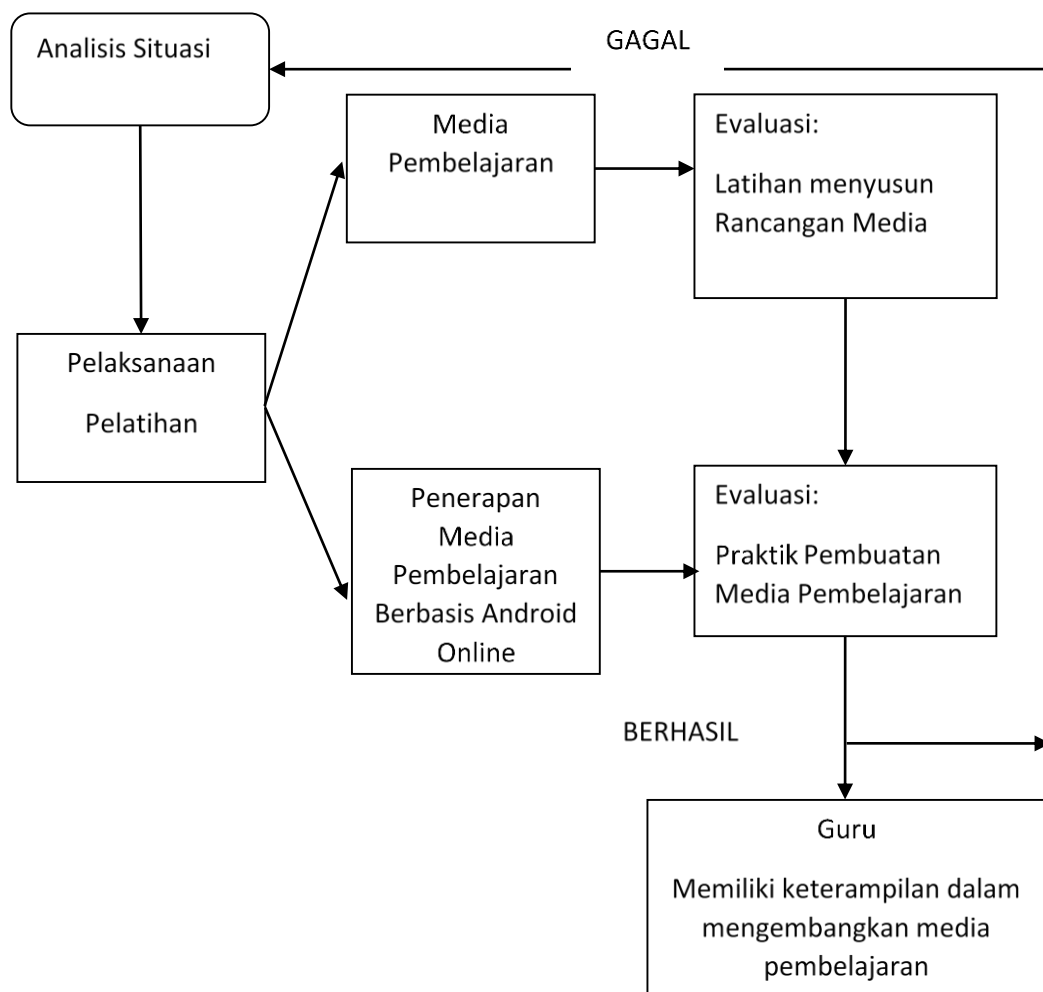 Analisis Situasi
GAGAL
Media
Pembelajaran
Evaluasi:
Latihan menyusun
Rancangan Media
Pelaksanaan
Pelatihan
Penerapan
Media
Pembelajaran
Berbasis Android
Online
Evaluasi:
Praktik Pembuatan
Media Pembelajaran
BERHASIL
Guru
Memiliki keterampilan dalam
mengembangkan media
pembelajaran